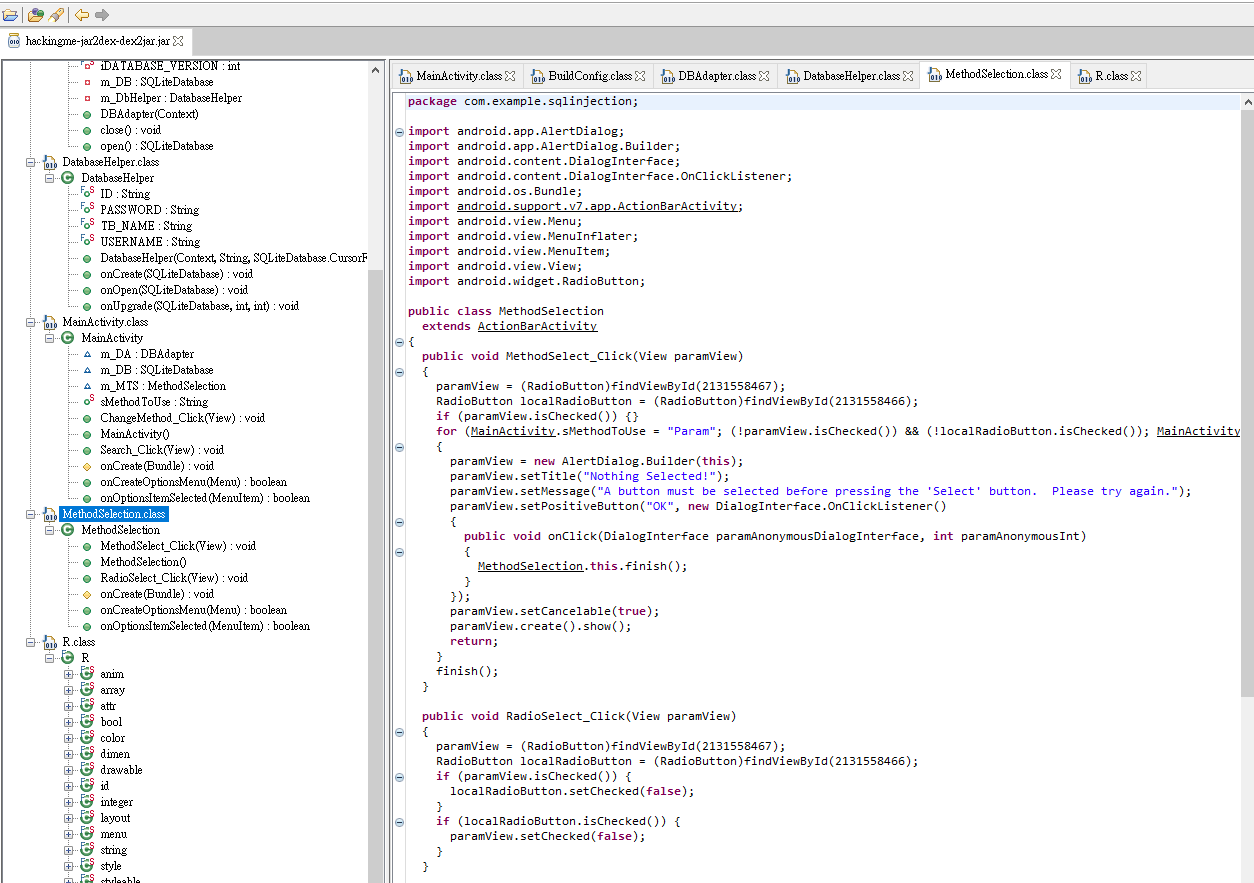 hackingme-jar2dex-dex2jar.jar
iDATABASE_VERSION : int
m_DB : SQLiteDatabase
m_DbHelper : DatabaseHelper
DBAdapter(Context)
close() : void
open() : SQLiteDatabase
DatabaseHelper.class
DatabaseHelper
ID : String
PASSWORD : String
TB_NAME : String
USERNAME : String
DatabaseHelper(Context, String, SQLiteDatabase.CursorF
onCreate(SQLiteDatabase) : void
onOpen(SQLiteDatabase) : void
onUpgrade(SQLiteDatabase, int, int) : void
MainActivity.class
MainActivity
m_DA : DBAdapter
m_DB : SQLiteDatabase
m_MTS : MethodSelection
sMethodToUse : String
ChangeMethod_Click(View) : void
MainActivity()
Search_Click(View) : void
onCreate(Bundle) : void
onCreateOptionsMenu(Menu) : boolean
onOptionsItemSelected(MenuItem) : boolean
MethodSelection.class
MethodSelection
MethodSelect_Click(View) : void
MethodSelection()
RadioSelect_Click(View) : void
onCreate(Bundle) : void
onCreateOptionsMenu(Menu) : boolean
onOptionsItemSelected(MenuItem) : boolean
R.class
R
anim
array
attr
bool
color
dimen
drawable
id
integer
layout
menu
string
style
styleable
MainActivity.class BuildConfig.class DBAdapter.class DatabaseHelper.class MethodSelection.class R.class
package com.example.sqlinjection;
import android.app.AlertDialog;
import android.app.AlertDialog.Builder;
import android.content.DialogInterface;
import android.content.DialogInterface.OnClickListener;
import android.os.Bundle;
import android.support.v7.app.ActionBarActivity;
import android.view.Menu;
import android.view.MenuInflater;
import android.view.MenuItem;
import android.view.View;
import android.widget.RadioButton;
public class MethodSelection
extends ActionBarActivity
{
public void MethodSelect_Click(View paramView)
{
paramView = (RadioButton)findViewById(2131558467);
RadioButton localRadioButton = (RadioButton)findViewById(2131558466);
if (paramView.isChecked()) {}
for (MainActivity.sMethodToUse = "Param"; (!paramView.isChecked()) && (!localRadioButton.isChecked()); MainActivity
{
paramView = new AlertDialog.Builder(this);
paramView.setTitle("Nothing Selected!");
paramView.setMessage("A button must be selected before pressing the 'Select' button.  Please try again.");
paramView.setPositiveButton("OK", new DialogInterface.OnClickListener()
{
public void onClick(DialogInterface paramAnonymousDialogInterface, int paramAnonymousInt)
{
MethodSelection.this.finish();
}
});
paramView.setCancelable(true);
paramView.create().show();
return;
}
finish();
}
public void RadioSelect_Click(View paramView)
{
paramView = (RadioButton)findViewById(2131558467);
RadioButton localRadioButton = (RadioButton)findViewById(2131558466);
if (paramView.isChecked()) {
localRadioButton.setChecked(false);
}
if (localRadioButton.isChecked()) {
paramView.setChecked(false);
}
}